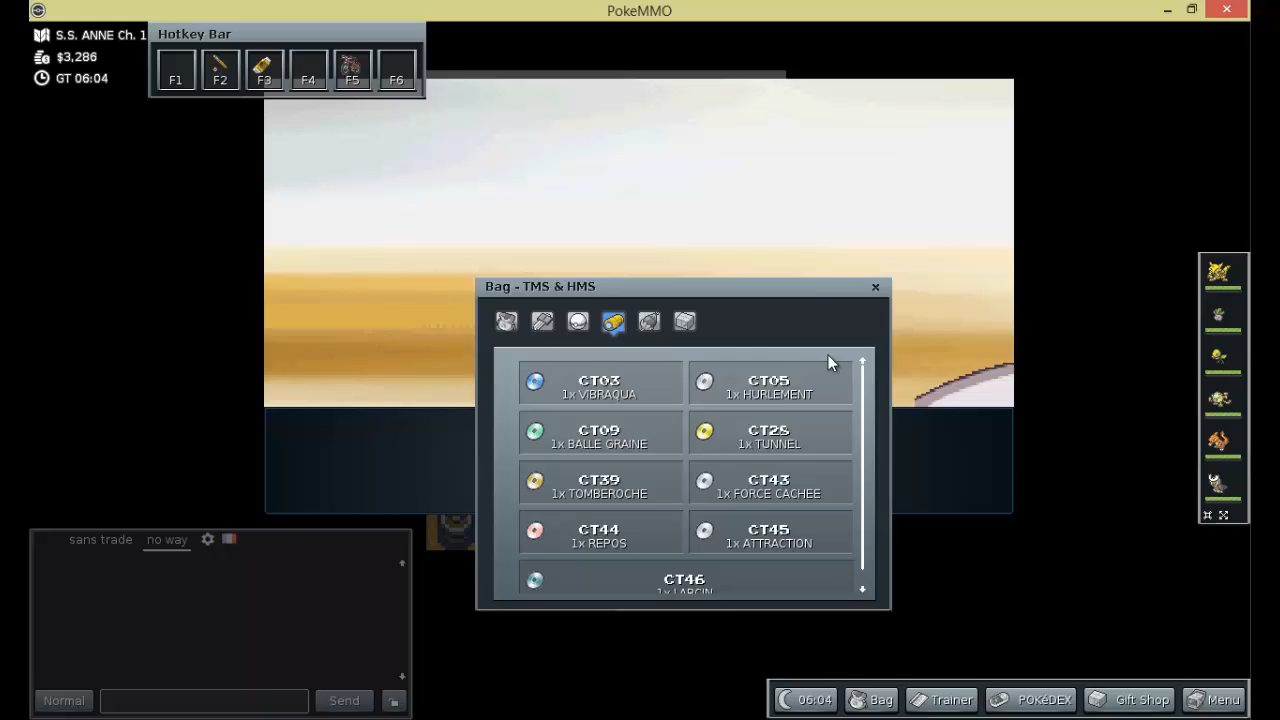 PokeMMO
S.S. ANNE Ch. 1
$3,286
GT 06:04
Hotkey Bar
F1 F2 F3 F4 F5 F6
Bag - TMS & HMS
CT03
1x VIBRAQUA
CT05
1x HURLEMENT
CT09
1x BALLE GRAINE
CT28
1x TUNNEL
CT39
1x TOMBEROCHE
CT43
1x FORCE CACHEE
CT44
1x REPOS
CT45
1x ATTRACTION
CT46
1x LARCIN
sans trade no way
Normal
Send
06:04 Bag Trainer POKéDEX Gift Shop Menu